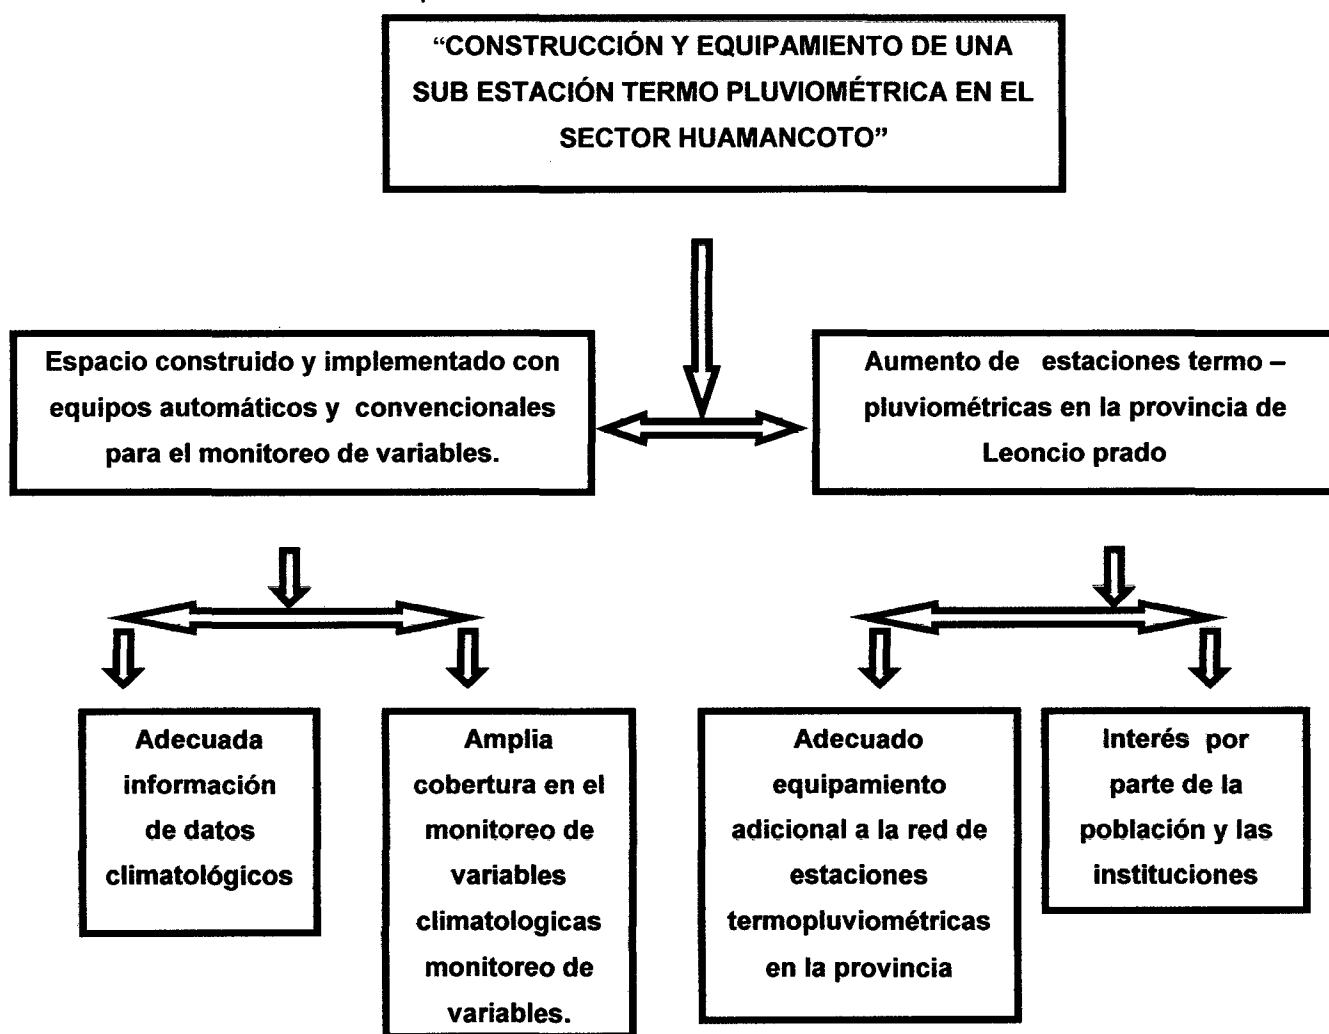 “CONSTRUCCIÓN Y EQUIPAMIENTO DE UNA
SUB ESTACIÓN TERMO PLUVIOMÉTRICA EN EL
SECTOR HUAMANCOTO”
Espacio construido y implementado con
equipos automáticos y convencionales
para el monitoreo de variables.
Aumento de estaciones termo –
pluviométricas en la provincia de
Leoncio prado
Adecuada
información
de datos
climatológicos
Amplia
cobertura en el
monitoreo de
variables
climatologicas
monitoreo de
variables.
Adecuado
equipamiento
adicional a la red de
estaciones
termopluviométricas
en la provincia
Interés por
parte de la
población y las
instituciones